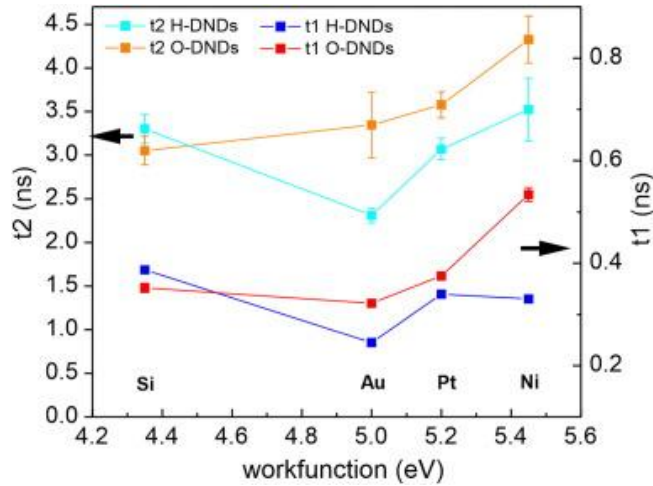 t2 H-DNDs
t1 H-DNDs
t2 O-DNDs
t1 O-DNDs
4.5
4.0
3.5
3.0
2.5
2.0
1.5
1.0
0.5
0.0
t2 (ns)
0.8
0.6
0.4
0.2
t1 (ns)
Si
Au
Pt
Ni
4.2 4.4 4.6 4.8 5.0 5.2 5.4 5.6
workfunction (eV)